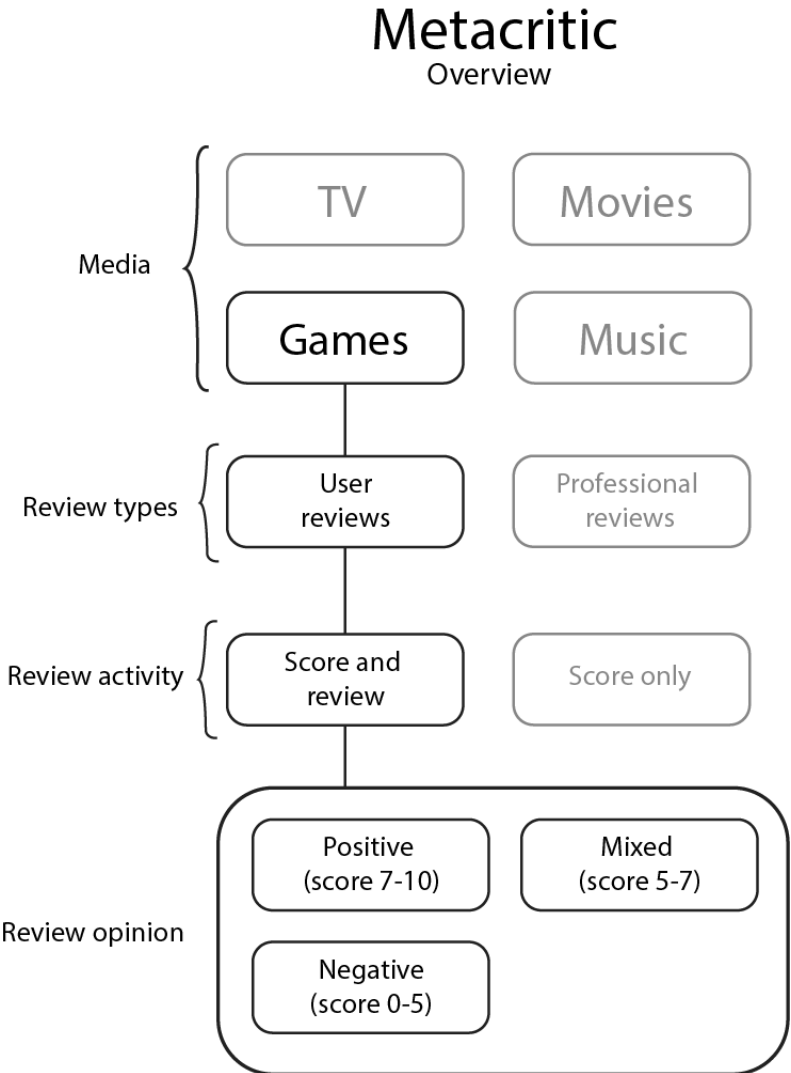 Metacritic
Overview
Media
TV
Movies
Games
Music
Review types
User
reviews
Professional
reviews
Review activity
Score and
review
Score only
Review opinion
Positive
(score 7-10)
Mixed
(score 5-7)
Negative
(score 0-5)